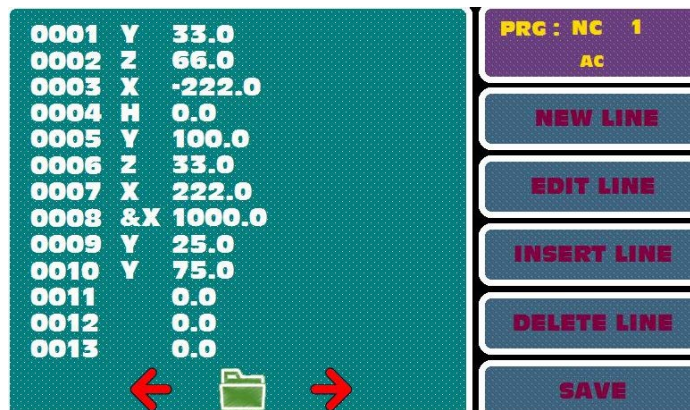 0001 Y 33.0
0002 Z 66.0
0003 X -222.0
0004 H 0.0
0005 Y 100.0
0006 Z 33.0
0007 X 222.0
0008 &X 1000.0
0009 Y 25.0
0010 Y 75.0
0011 0.0
0012 0.0
0013 0.0
PRG : NC 1
AC
NEW LINE
EDIT LINE
INSERT LINE
DELETE LINE
SAVE